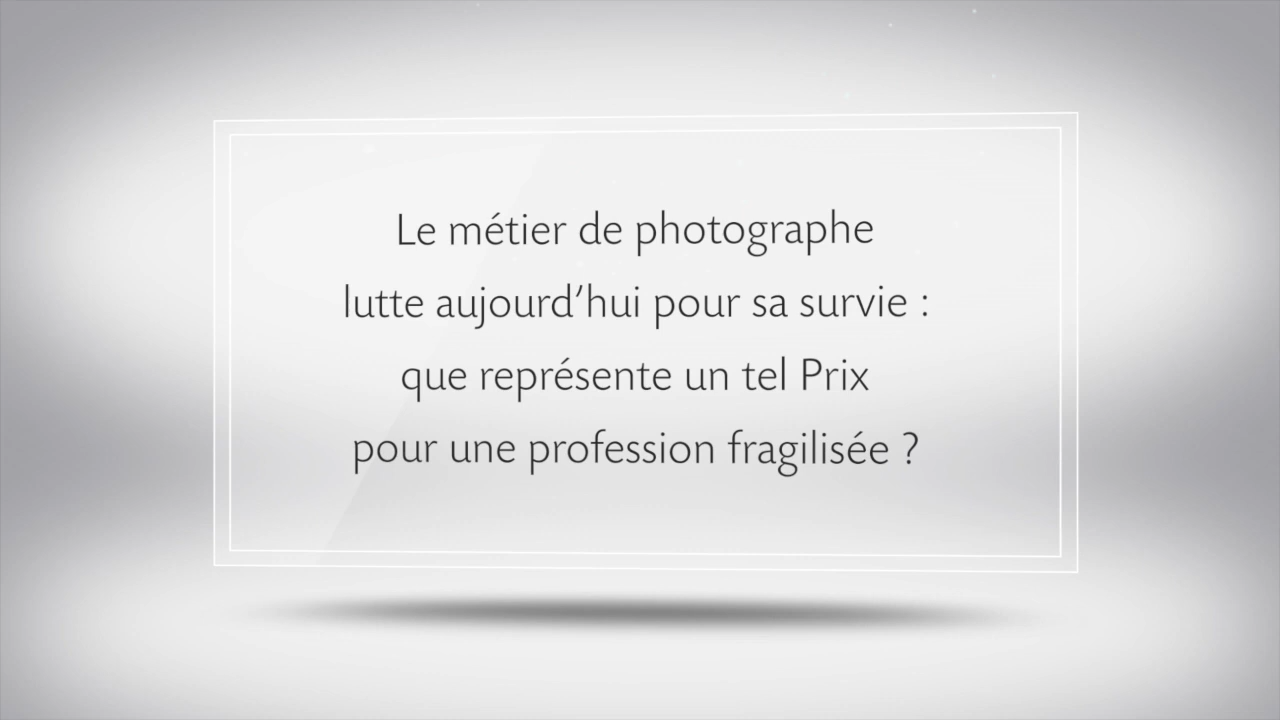 Le métier de photographe
lutte aujourd’hui pour sa survie :
que représente un tel Prix
pour une profession fragilisée ?